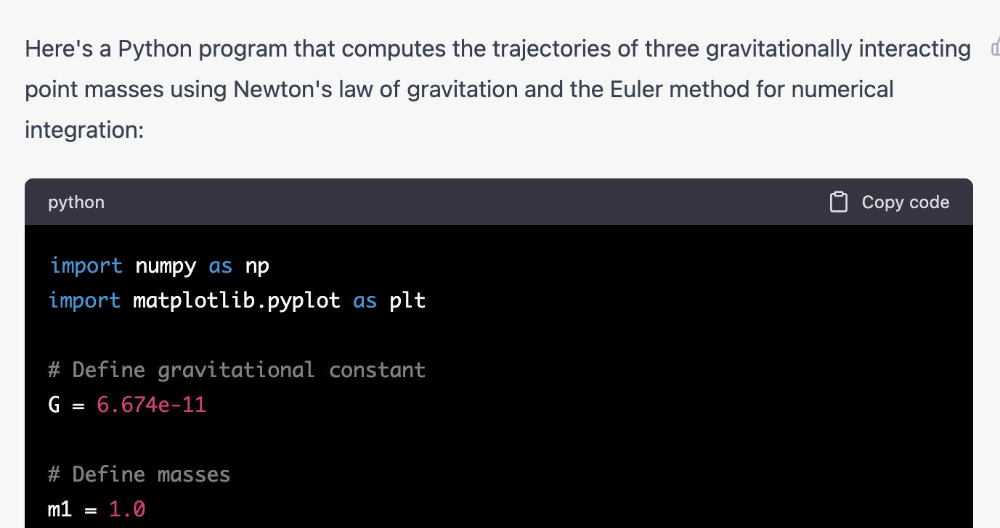 Here's a Python program that computes the trajectories of three gravitationally interacting
point masses using Newton's law of gravitation and the Euler method for numerical
integration:
python Copy code
import numpy as np
import matplotlib.pyplot as plt
# Define gravitational constant
G = 6.674e-11
# Define masses
m1 = 1.0